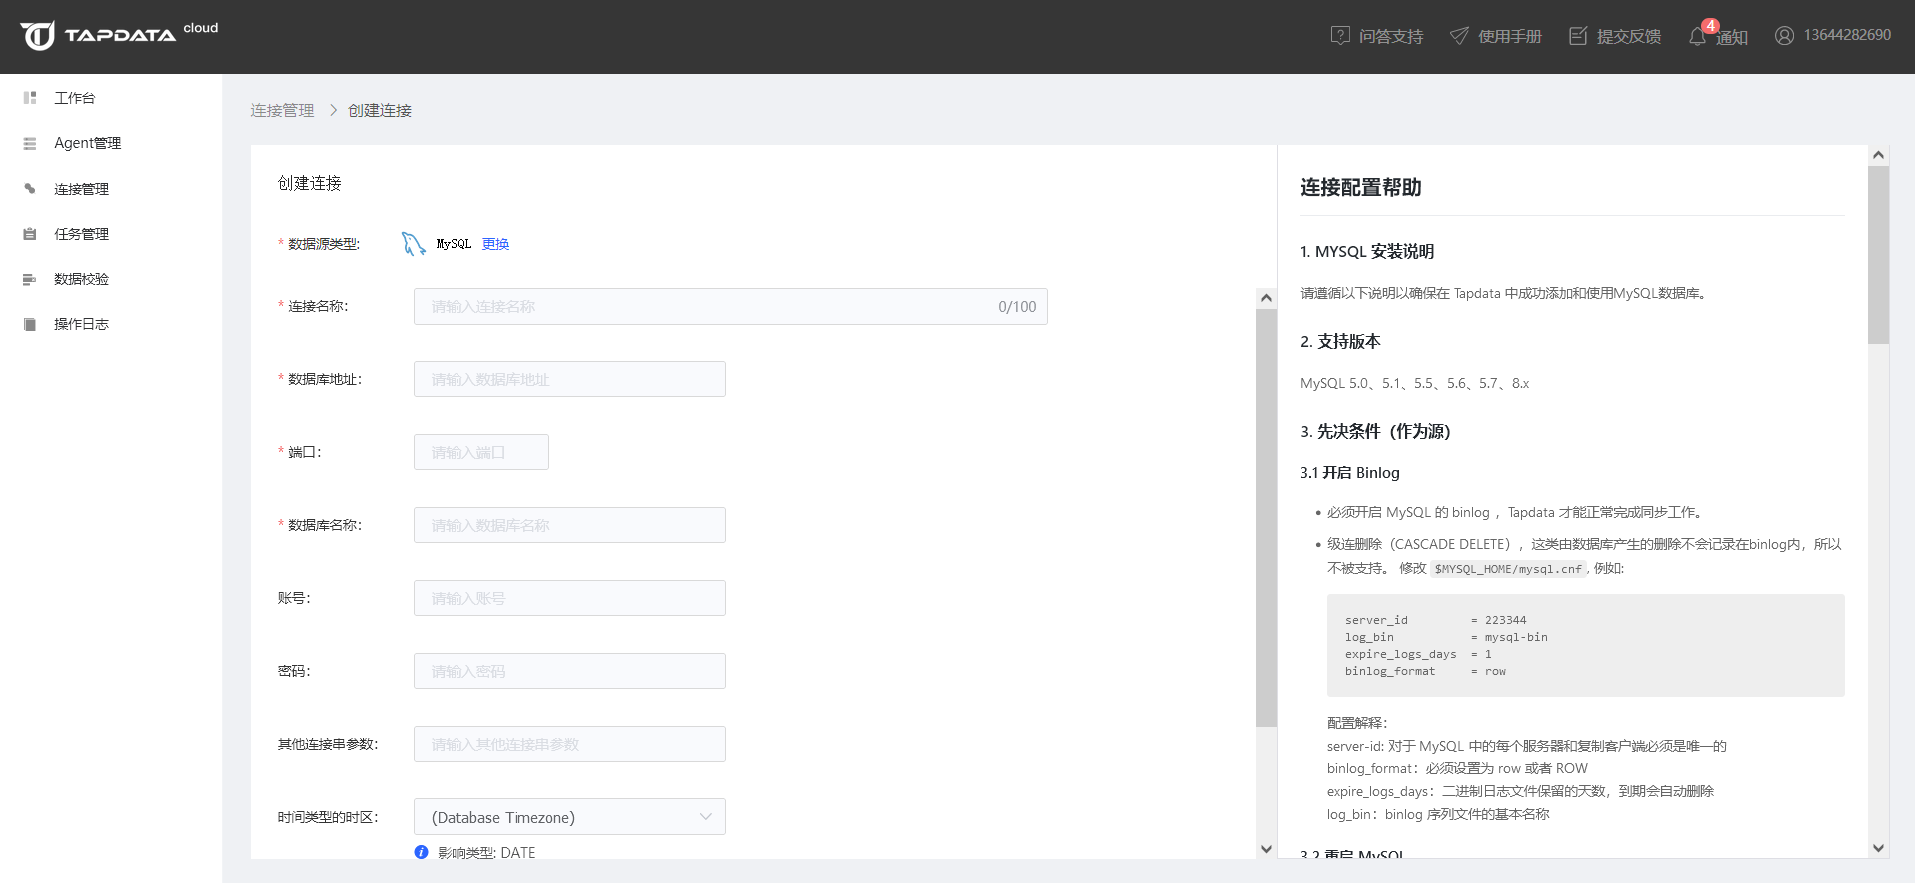 TAPDATA cloud
问答支持
使用手册
提交反馈
4
通知
13644282690
工作台
Agent管理
连接管理
任务管理
数据校验
操作日志
连接管理
创建连接
创建连接
* 数据源类型:
MySQL 更换
* 连接名称:
请输入连接名称
0/100
* 数据库地址:
请输入数据库地址
* 端口:
请输入端口
* 数据库名称:
请输入数据库名称
账号:
请输入账号
密码:
请输入密码
其他连接串参数:
请输入其他连接串参数
时间类型的时区:
(Database Timezone)
影响类型: DATE
连接配置帮助
1. MYSQL 安装说明
请遵循以下说明以确保在 Tapdata 中成功添加和使用MySQL数据库。
2. 支持版本
MySQL 5.0、5.1、5.5、5.6、5.7、8.x
3. 先决条件（作为源）
3.1 开启 Binlog
• 必须开启 MySQL 的 binlog ，Tapdata 才能正常完成同步工作。
• 级连删除（CASCADE DELETE），这类由数据库产生的删除不会记录在binlog内，所以
不被支持。 修改 $MYSQL_HOME/mysql.cnf , 例如:
server_id = 223344
log_bin = mysql-bin
expire_logs_days = 1
binlog_format = row
配置解释：
server-id: 对于 MySQL 中的每个服务器和复制客户端必须是唯一的
binlog_format：必须设置为 row 或者 ROW
expire_logs_days：二进制日志文件保留的天数，到期会自动删除
log_bin：binlog 序列文件的基本名称
3.2 重启 MySQL